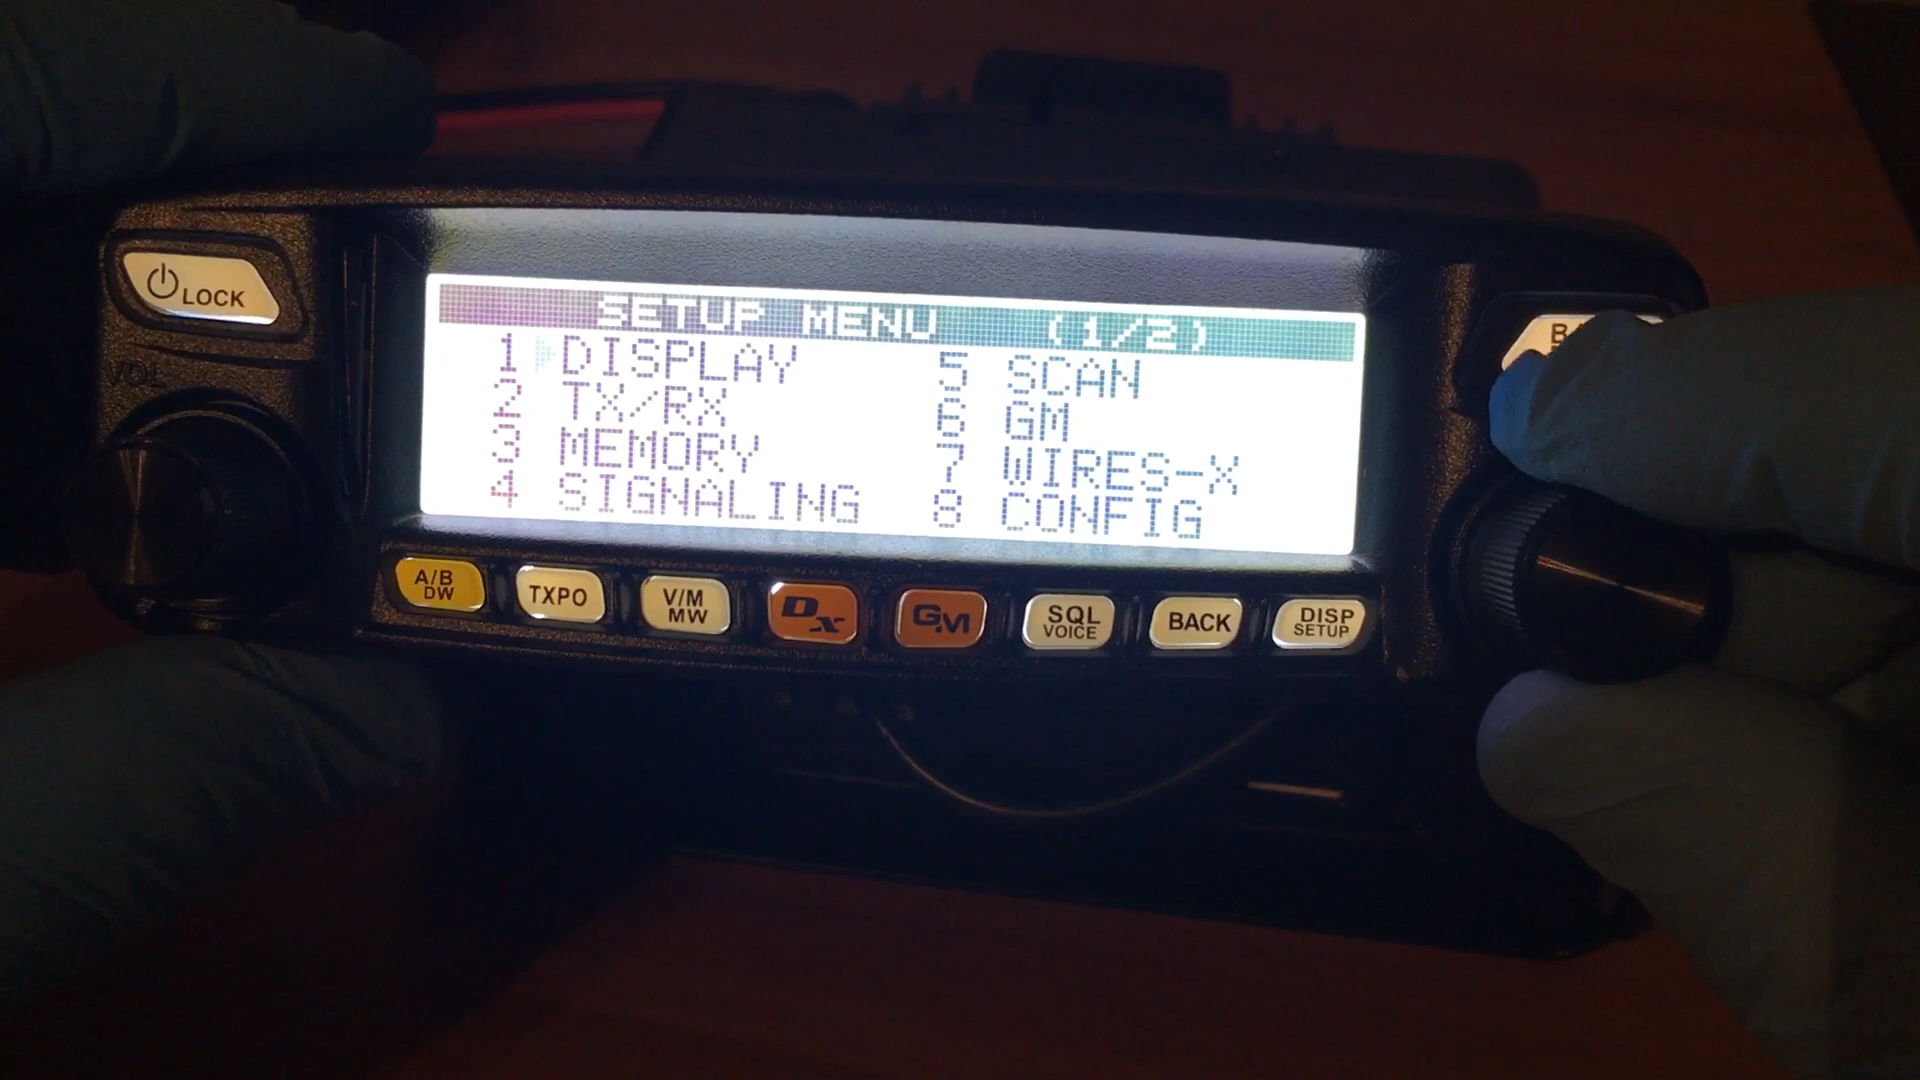 LOCK
VOL
SETUP MENU (1/2)
1 DISPLAY 5 SCAN
2 TX/RX 6 GM
3 MEMORY 7 WIRES-X
4 SIGNALING 8 CONFIG
A/B DW
TXPO
V/M MW
Dx
GM
SQL VOICE
BACK
DISP SETUP